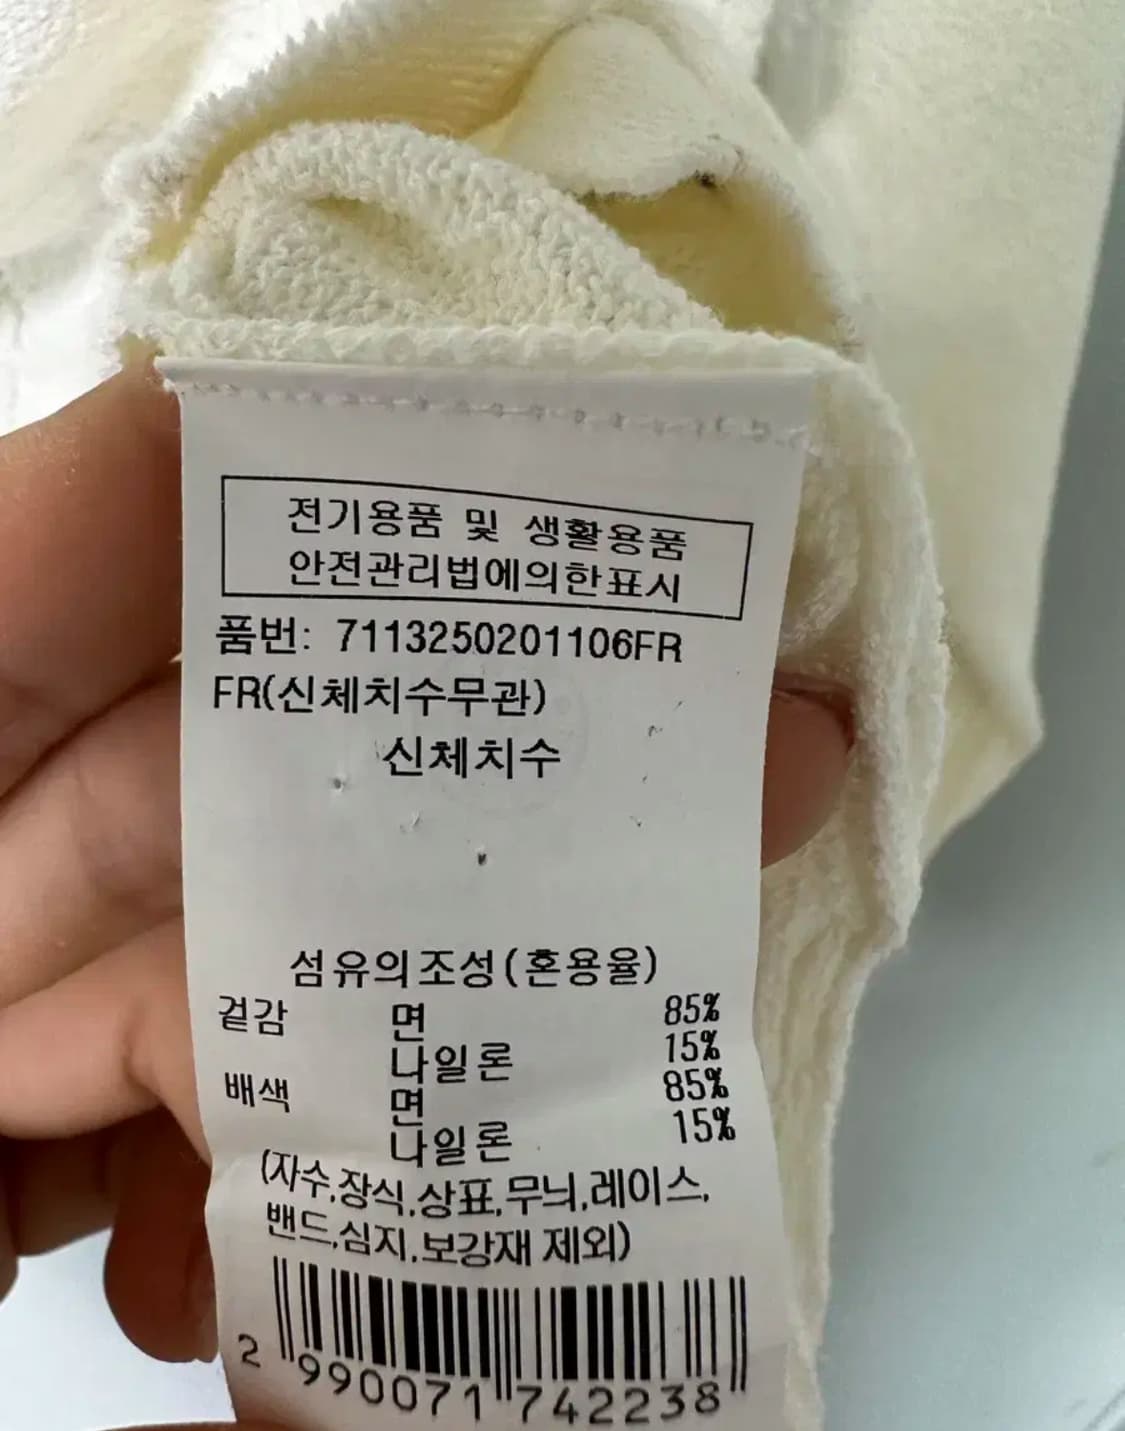 전기용품 및 생활용품
안전관리법에의한표시
품번: 7113250201106FR
FR(신체치수무관)
신체치수
섬유의조성(혼용율)
겉감 면 85%
나일론 15%
배색 면 85%
나일론 15%
(자수,장식,상표,무늬,레이스,
밴드,심지,보강재 제외)
2 990071 742238